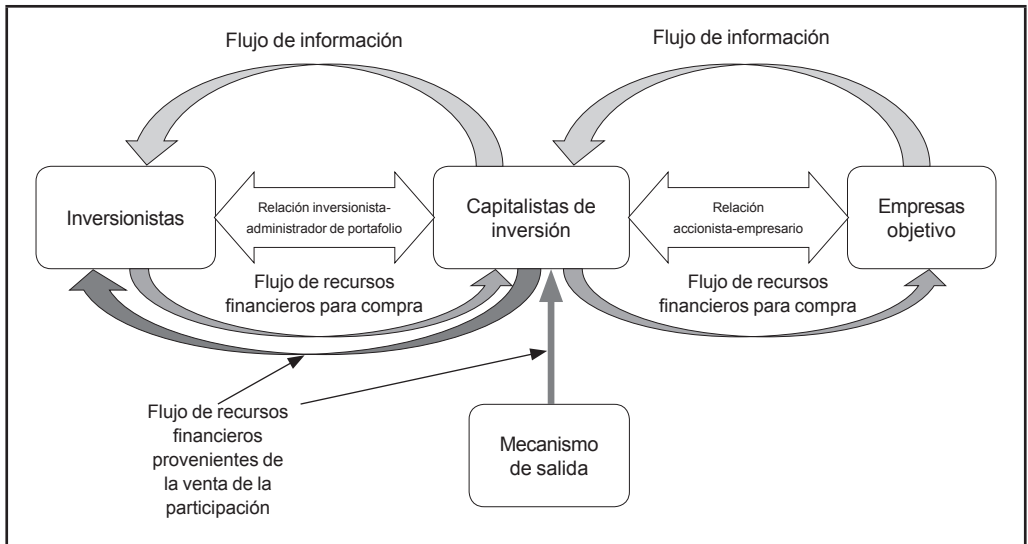 Flujo de información
Flujo de información
Inversionistas
Relación inversionista-
administrador de portafolio
Capitalistas de
inversión
Relación
accionista-empresario
Empresas
objetivo
Flujo de recursos
financieros para compra
Flujo de recursos
financieros para compra
Flujo de recursos
financieros
provenientes de
la venta de la
participación
Mecanismo
de salida